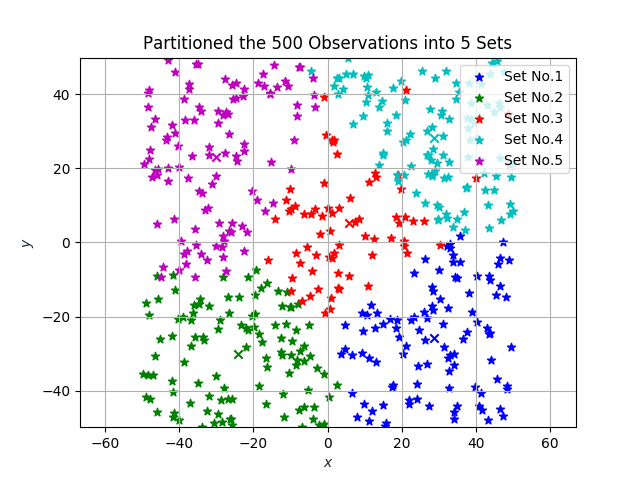 Partitioned the 500 Observations into 5 Sets
Set No.1
Set No.2
Set No.3
Set No.4
Set No.5
40
20
0
−20
−40
y
−60
−40
−20
0
20
40
60
x